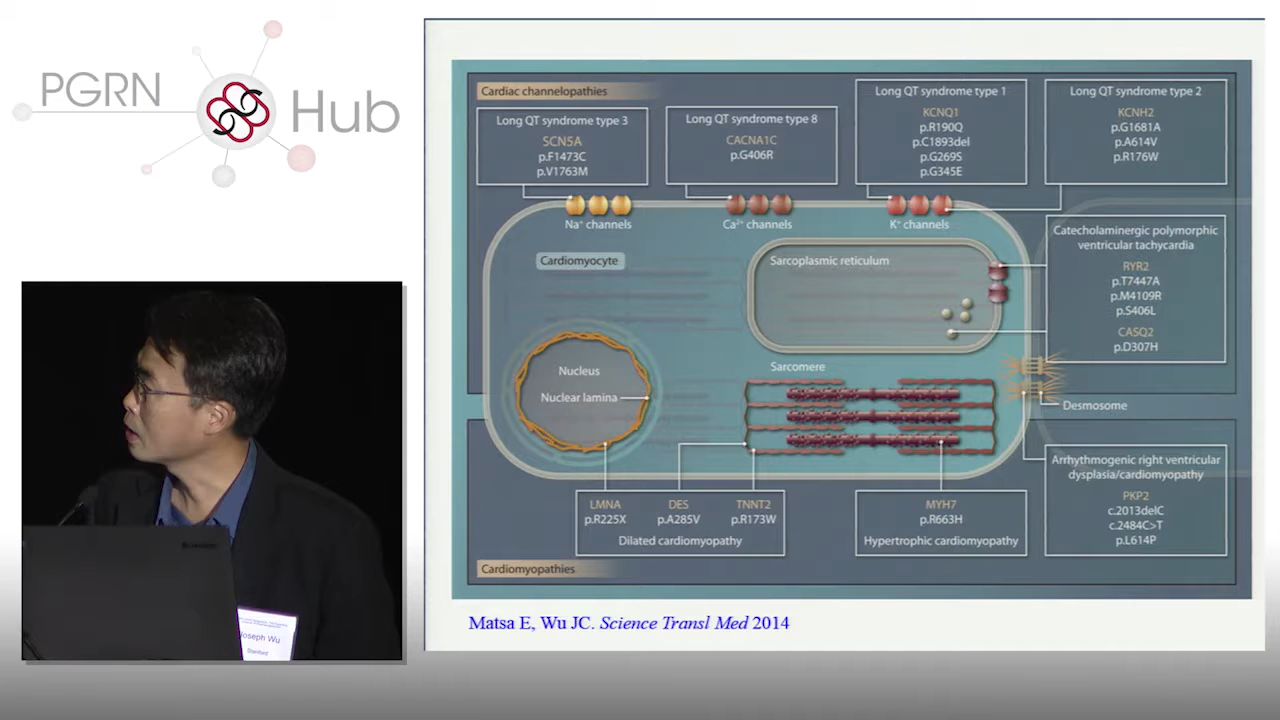 PGRN
Hub
Cardiac channelopathies
Long QT syndrome type 3
SCN5A
p.F1473C
p.V1763M
Long QT syndrome type 8
CACNA1C
p.G406R
Long QT syndrome type 1
KCNQ1
p.R190Q
p.C1893del
p.G269S
p.G345E
Long QT syndrome type 2
KCNH2
p.G1681A
p.A614V
p.R176W
Na⁺ channels
Ca²⁺ channels
K⁺ channels
Cardiomyocyte
Sarcoplasmic reticulum
Catecholaminergic polymorphic
ventricular tachycardia
RYR2
p.T7447A
p.M4109R
p.S406L
CASQ2
p.D307H
Nucleus
Nuclear lamina
Sarcomere
Desmosome
LMNA
p.R225X
DES
p.A285V
TNNT2
p.R173W
Dilated cardiomyopathy
MYH7
p.R663H
Hypertrophic cardiomyopathy
Arrhythmogenic right ventricular
dysplasia/cardiomyopathy
PKP2
c.2013delC
c.2484C>T
p.L614P
Cardiomyopathies
Matsa E, Wu JC. Science Transl Med 2014
Joseph Wu